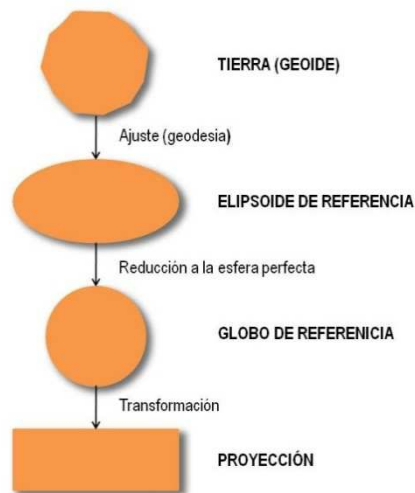 TIERRA (GEOIDE)
Ajuste (geodesia)
ELIPSOIDE DE REFERENCIA
Reducción a la esfera perfecta
GLOBO DE REFERENICIA
Transformación
PROYECCIÓN